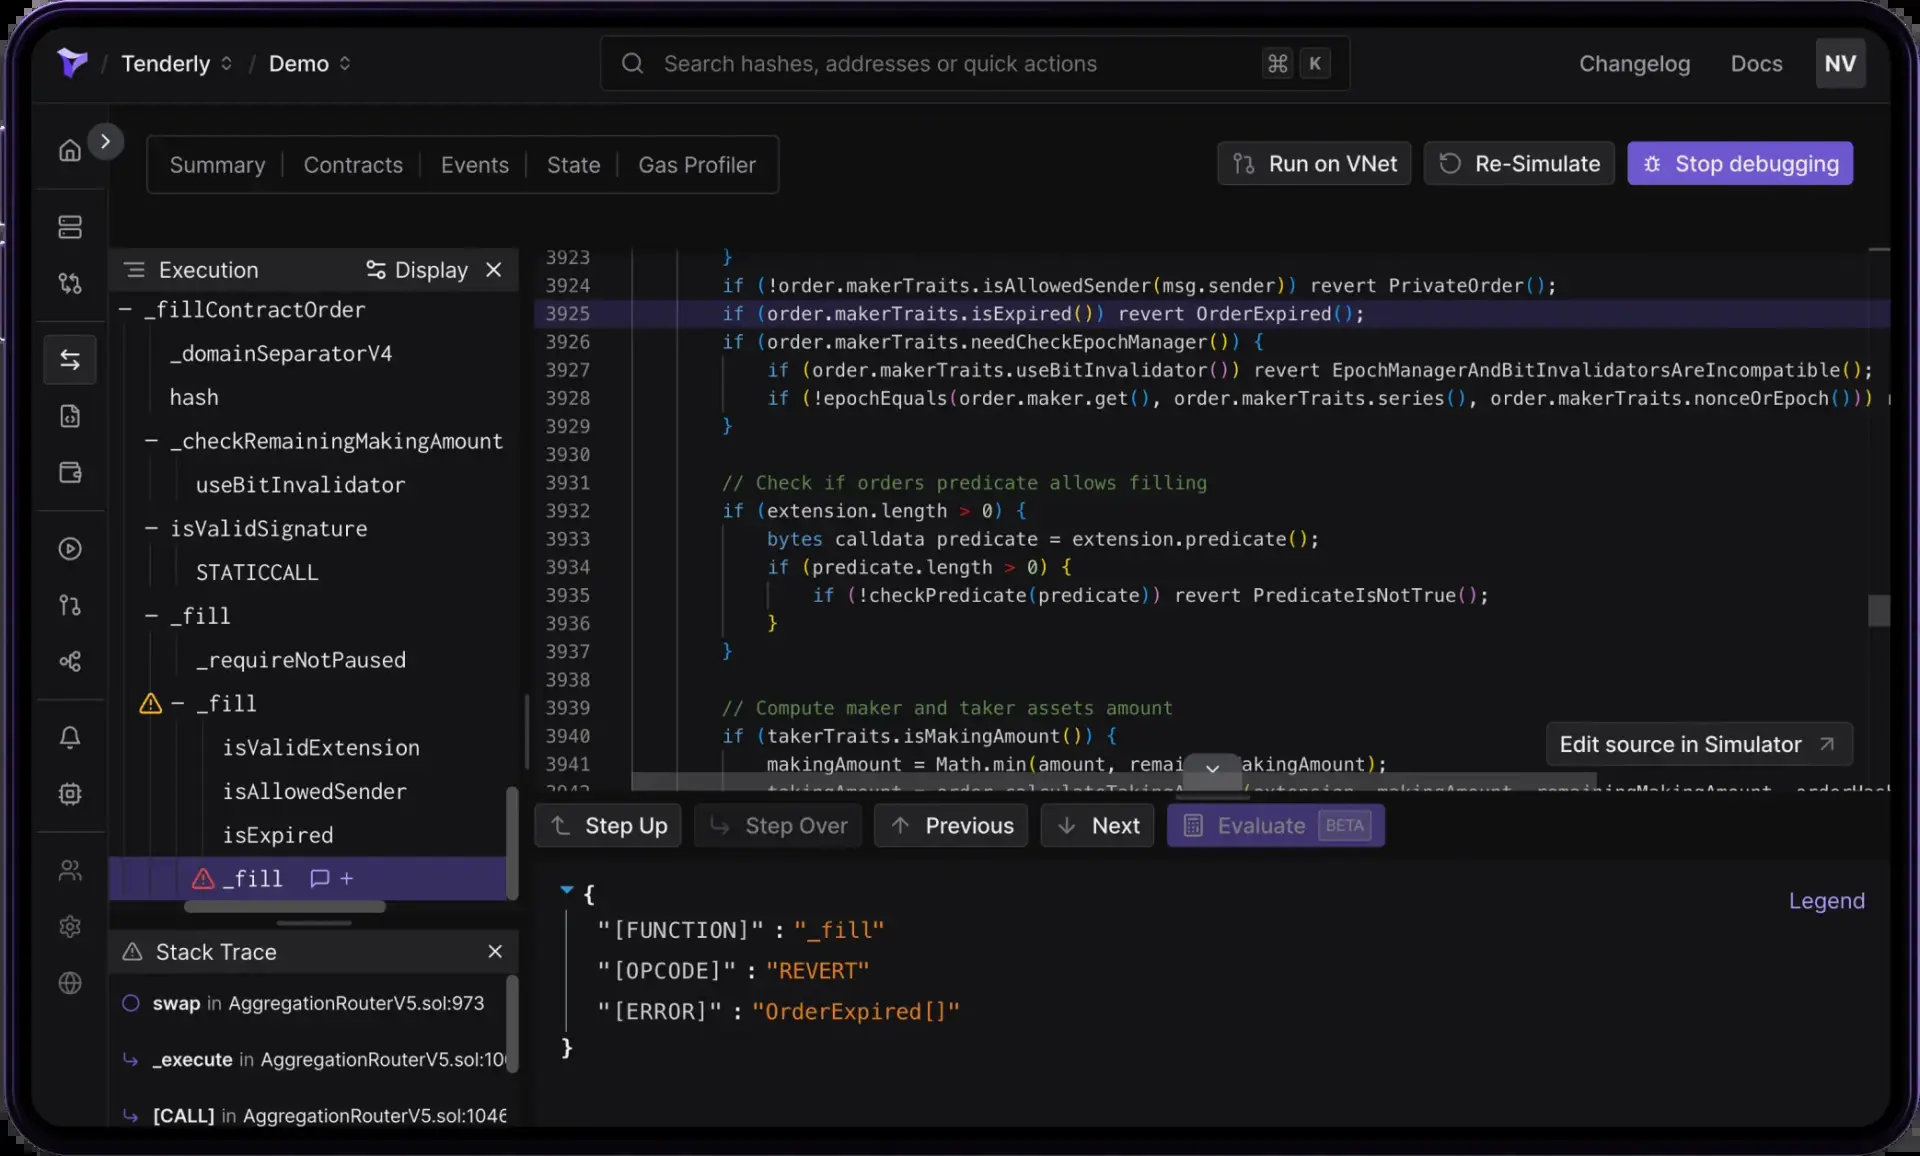 / Tenderly / Demo
Search hashes, addresses or quick actions ⌘ K
Changelog Docs NV
Summary Contracts Events State Gas Profiler
Run on VNet Re-Simulate Stop debugging
Execution Display
_fillContractOrder
_domainSeparatorV4
hash
_checkRemainingMakingAmount
useBitInvalidator
isValidSignature
STATICCALL
_fill
_requireNotPaused
_fill
isValidExtension
isAllowedSender
isExpired
_fill +
Stack Trace
swap in AggregationRouterV5.sol:973
_execute in AggregationRouterV5.sol:10
[CALL] in AggregationRouterV5.sol:1046
3923 }
3924 if (!order.makerTraits.isAllowedSender(msg.sender)) revert PrivateOrder();
3925 if (order.makerTraits.isExpired()) revert OrderExpired();
3926 if (order.makerTraits.needCheckEpochManager()) {
3927 if (order.makerTraits.useBitInvalidator()) revert EpochManagerAndBitInvalidatorsAreIncompatible();
3928 if (!epochEquals(order.maker.get(), order.makerTraits.series(), order.makerTraits.nonceOrEpoch()))
3929 }
3930
3931 // Check if orders predicate allows filling
3932 if (extension.length > 0) {
3933 bytes calldata predicate = extension.predicate();
3934 if (predicate.length > 0) {
3935 if (!checkPredicate(predicate)) revert PredicateIsNotTrue();
3936 }
3937 }
3938
3939 // Compute maker and taker assets amount
3940 if (takerTraits.isMakingAmount()) {
3941 makingAmount = Math.min(amount, remai akingAmount);
Edit source in Simulator
Step Up Step Over Previous Next Evaluate BETA
Legend
{
"[FUNCTION]" : "_fill"
"[OPCODE]" : "REVERT"
"[ERROR]" : "OrderExpired[]"
}